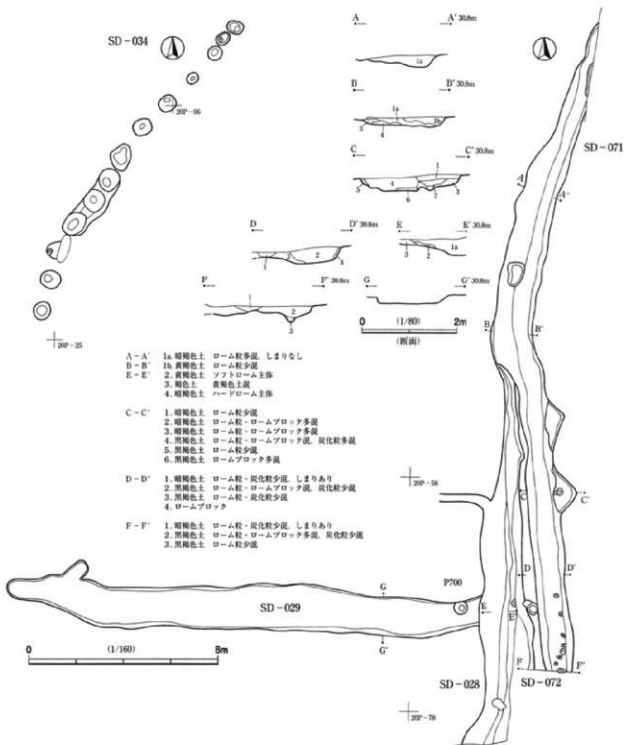 SD-034
20P-06
20P-25
A A' 30.8m
1a
B B' 30.8m
1a
3 4 1b
C C' 30.8m
1
4
5 6 2 3
D D' 30.8m
2
1 4
E E' 30.8m
1a
3 2
F F' 30.8m
1
2
3
G G' 30.8m
0 (1/80) 2m
(断面)
A-A' 1a. 暗褐色土 ローム粒多混,しまりなし
B-B' 1b. 黄褐色土 ローム粒少混
E-E' 2. 黄褐色土 ソフトローム主体
3. 褐色土 黄褐色土混
4. 暗褐色土 ハードローム主体
C-C' 1. 暗褐色土 ローム粒少混
2. 暗褐色土 ローム粒・ロームブロック多混
3. 暗褐色土 ローム粒・ロームブロック多混
4. 黒褐色土 ローム粒・ロームブロック混,炭化粒多混
5. 黒褐色土 ローム粒少混
6. 黒褐色土 ロームブロック多混
D-D' 1. 暗褐色土 ローム粒・炭化粒少混,しまりあり
2. 黒褐色土 ローム粒・ロームブロック混,炭化粒少混
3. 黒褐色土 ローム粒・炭化粒少混
4. ロームブロック
F-F' 1. 暗褐色土 ローム粒・炭化粒少混,しまりあり
2. 黒褐色土 ローム粒・ロームブロック多混,炭化粒少混
3. 黒褐色土 ローム粒少混
SD-071
A A'
B B'
20P-58
C C'
D D'
P700
E E'
G
SD-029
G'
F F'
0 (1/160) 8m
SD-028 SD-072
20P-78